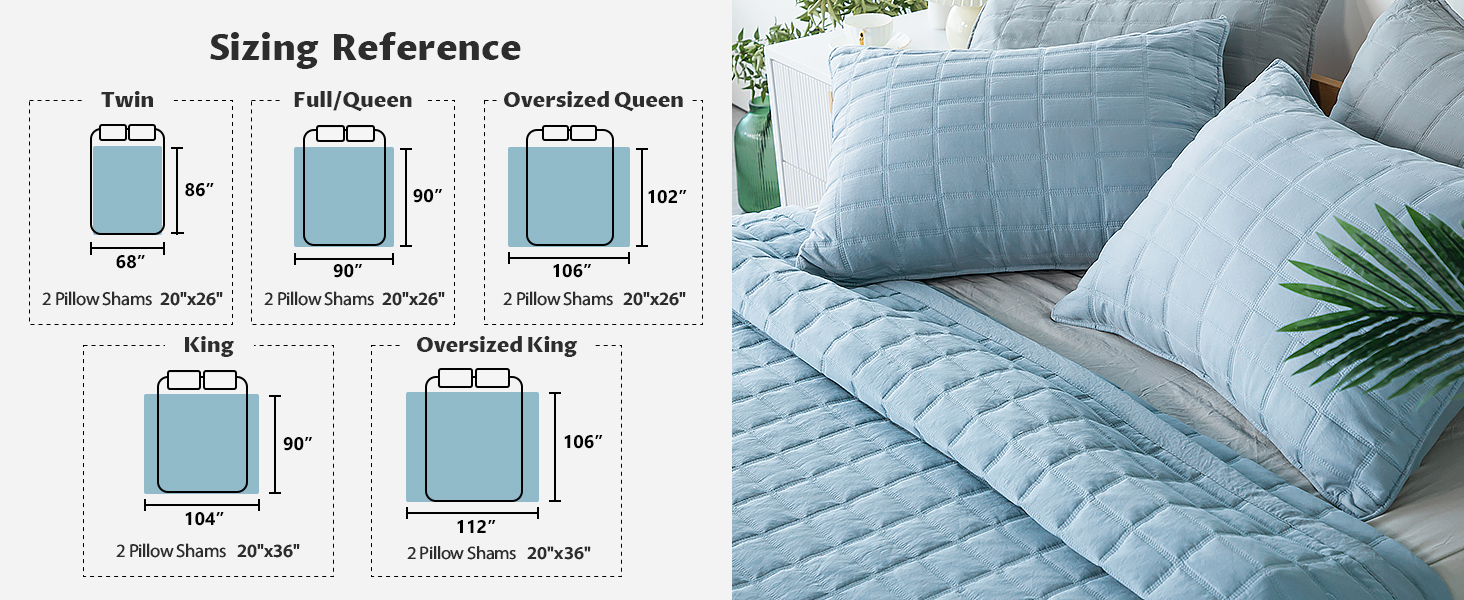 Sizing Reference
Twin
86”
68”
2 Pillow Shams 20"x26"
Full/Queen
90”
90”
2 Pillow Shams 20"x26"
Oversized Queen
102”
106”
2 Pillow Shams 20"x26"
King
90”
104”
2 Pillow Shams 20"x36"
Oversized King
106”
112”
2 Pillow Shams 20"x36"